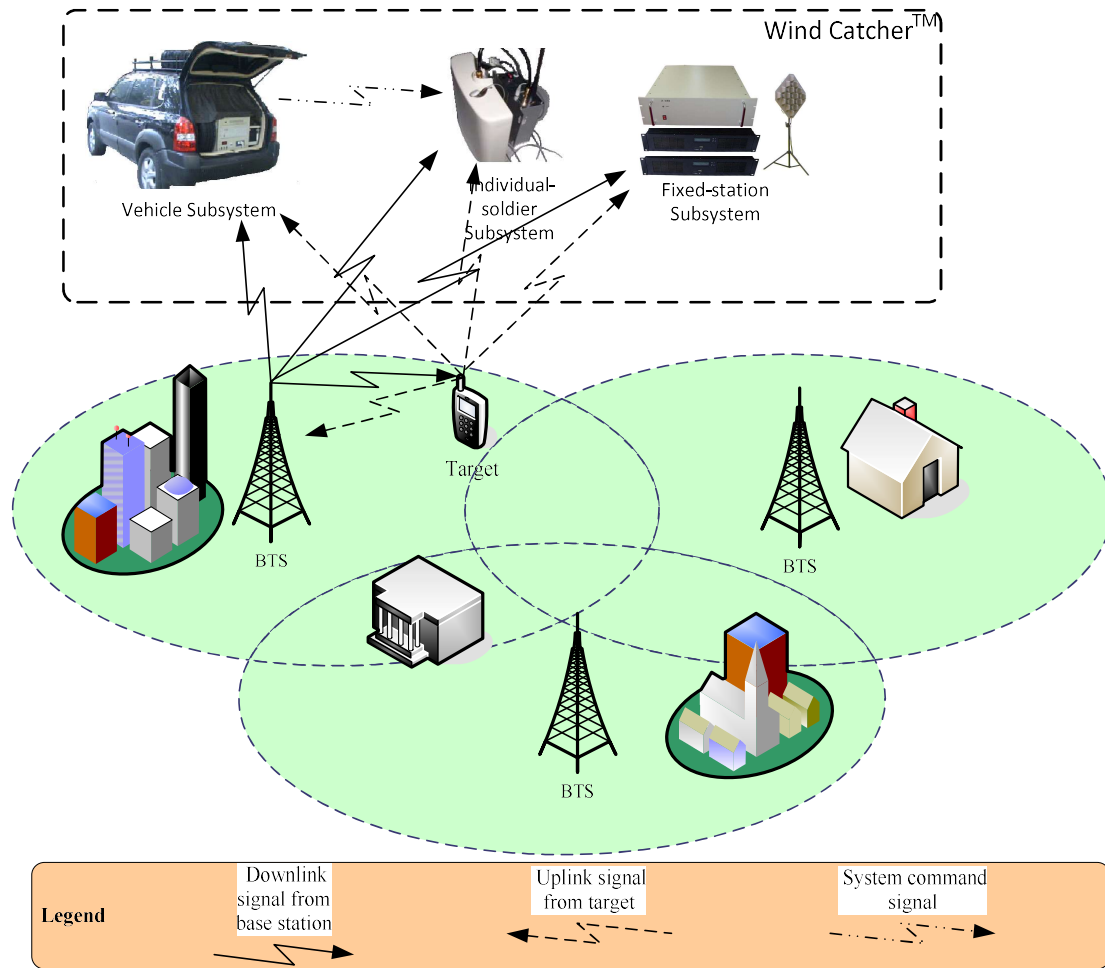 Wind Catcher™
Vehicle Subsystem
Individual-
soldier
Subsystem
Fixed-station
Subsystem
Target
BTS
BTS
BTS
Legend
Downlink
signal from
base station
Uplink signal
from target
System command
signal